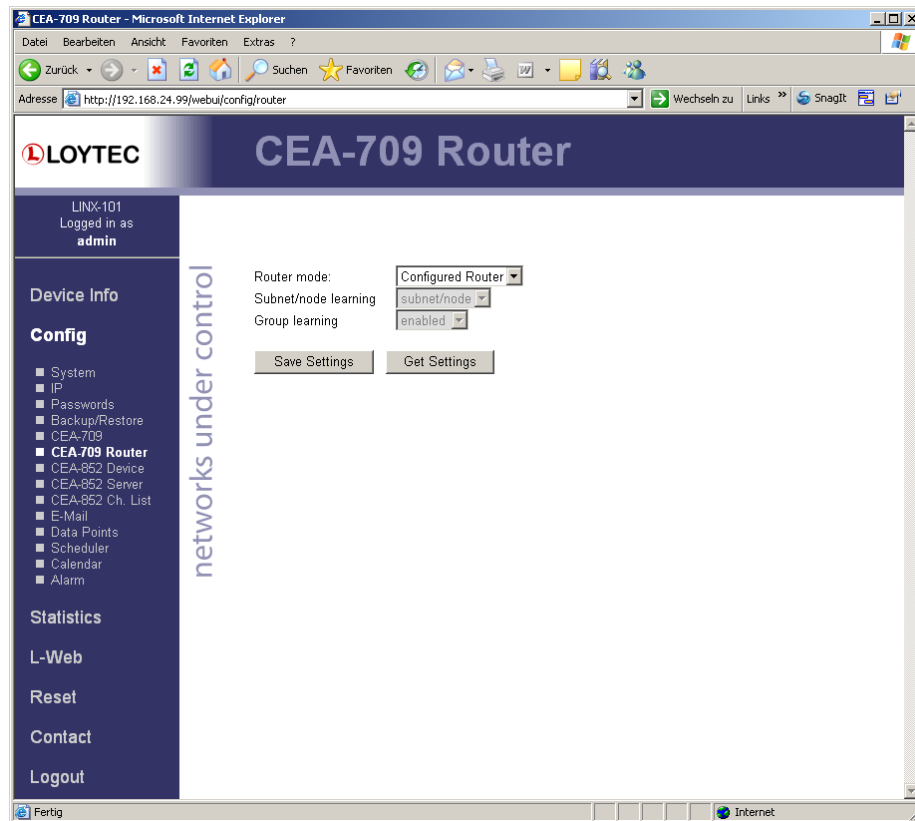 CEA-709 Router - Microsoft Internet Explorer
Datei Bearbeiten Ansicht Favoriten Extras ?
Zurück Suchen Favoriten
Adresse http://192.168.24.99/webui/config/router Wechseln zu Links » SnagIt
LOYTEC
CEA-709 Router
LINX-101
Logged in as
admin
Device Info
Config
System
IP
Passwords
Backup/Restore
CEA-709
CEA-709 Router
CEA-852 Device
CEA-852 Server
CEA-852 Ch. List
E-Mail
Data Points
Scheduler
Calendar
Alarm
Statistics
L-Web
Reset
Contact
Logout
networks under control
Router mode: Configured Router
Subnet/node learning subnet/node
Group learning enabled
Save Settings Get Settings
Fertig Internet